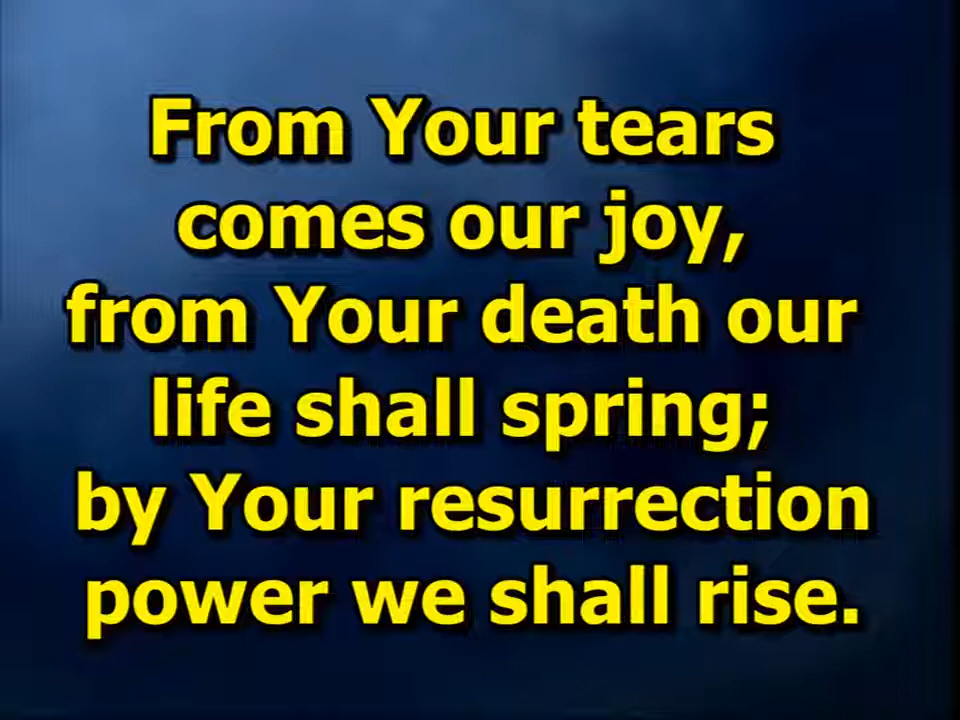 From Your tears
comes our joy,
from Your death our
life shall spring;
by Your resurrection
power we shall rise.